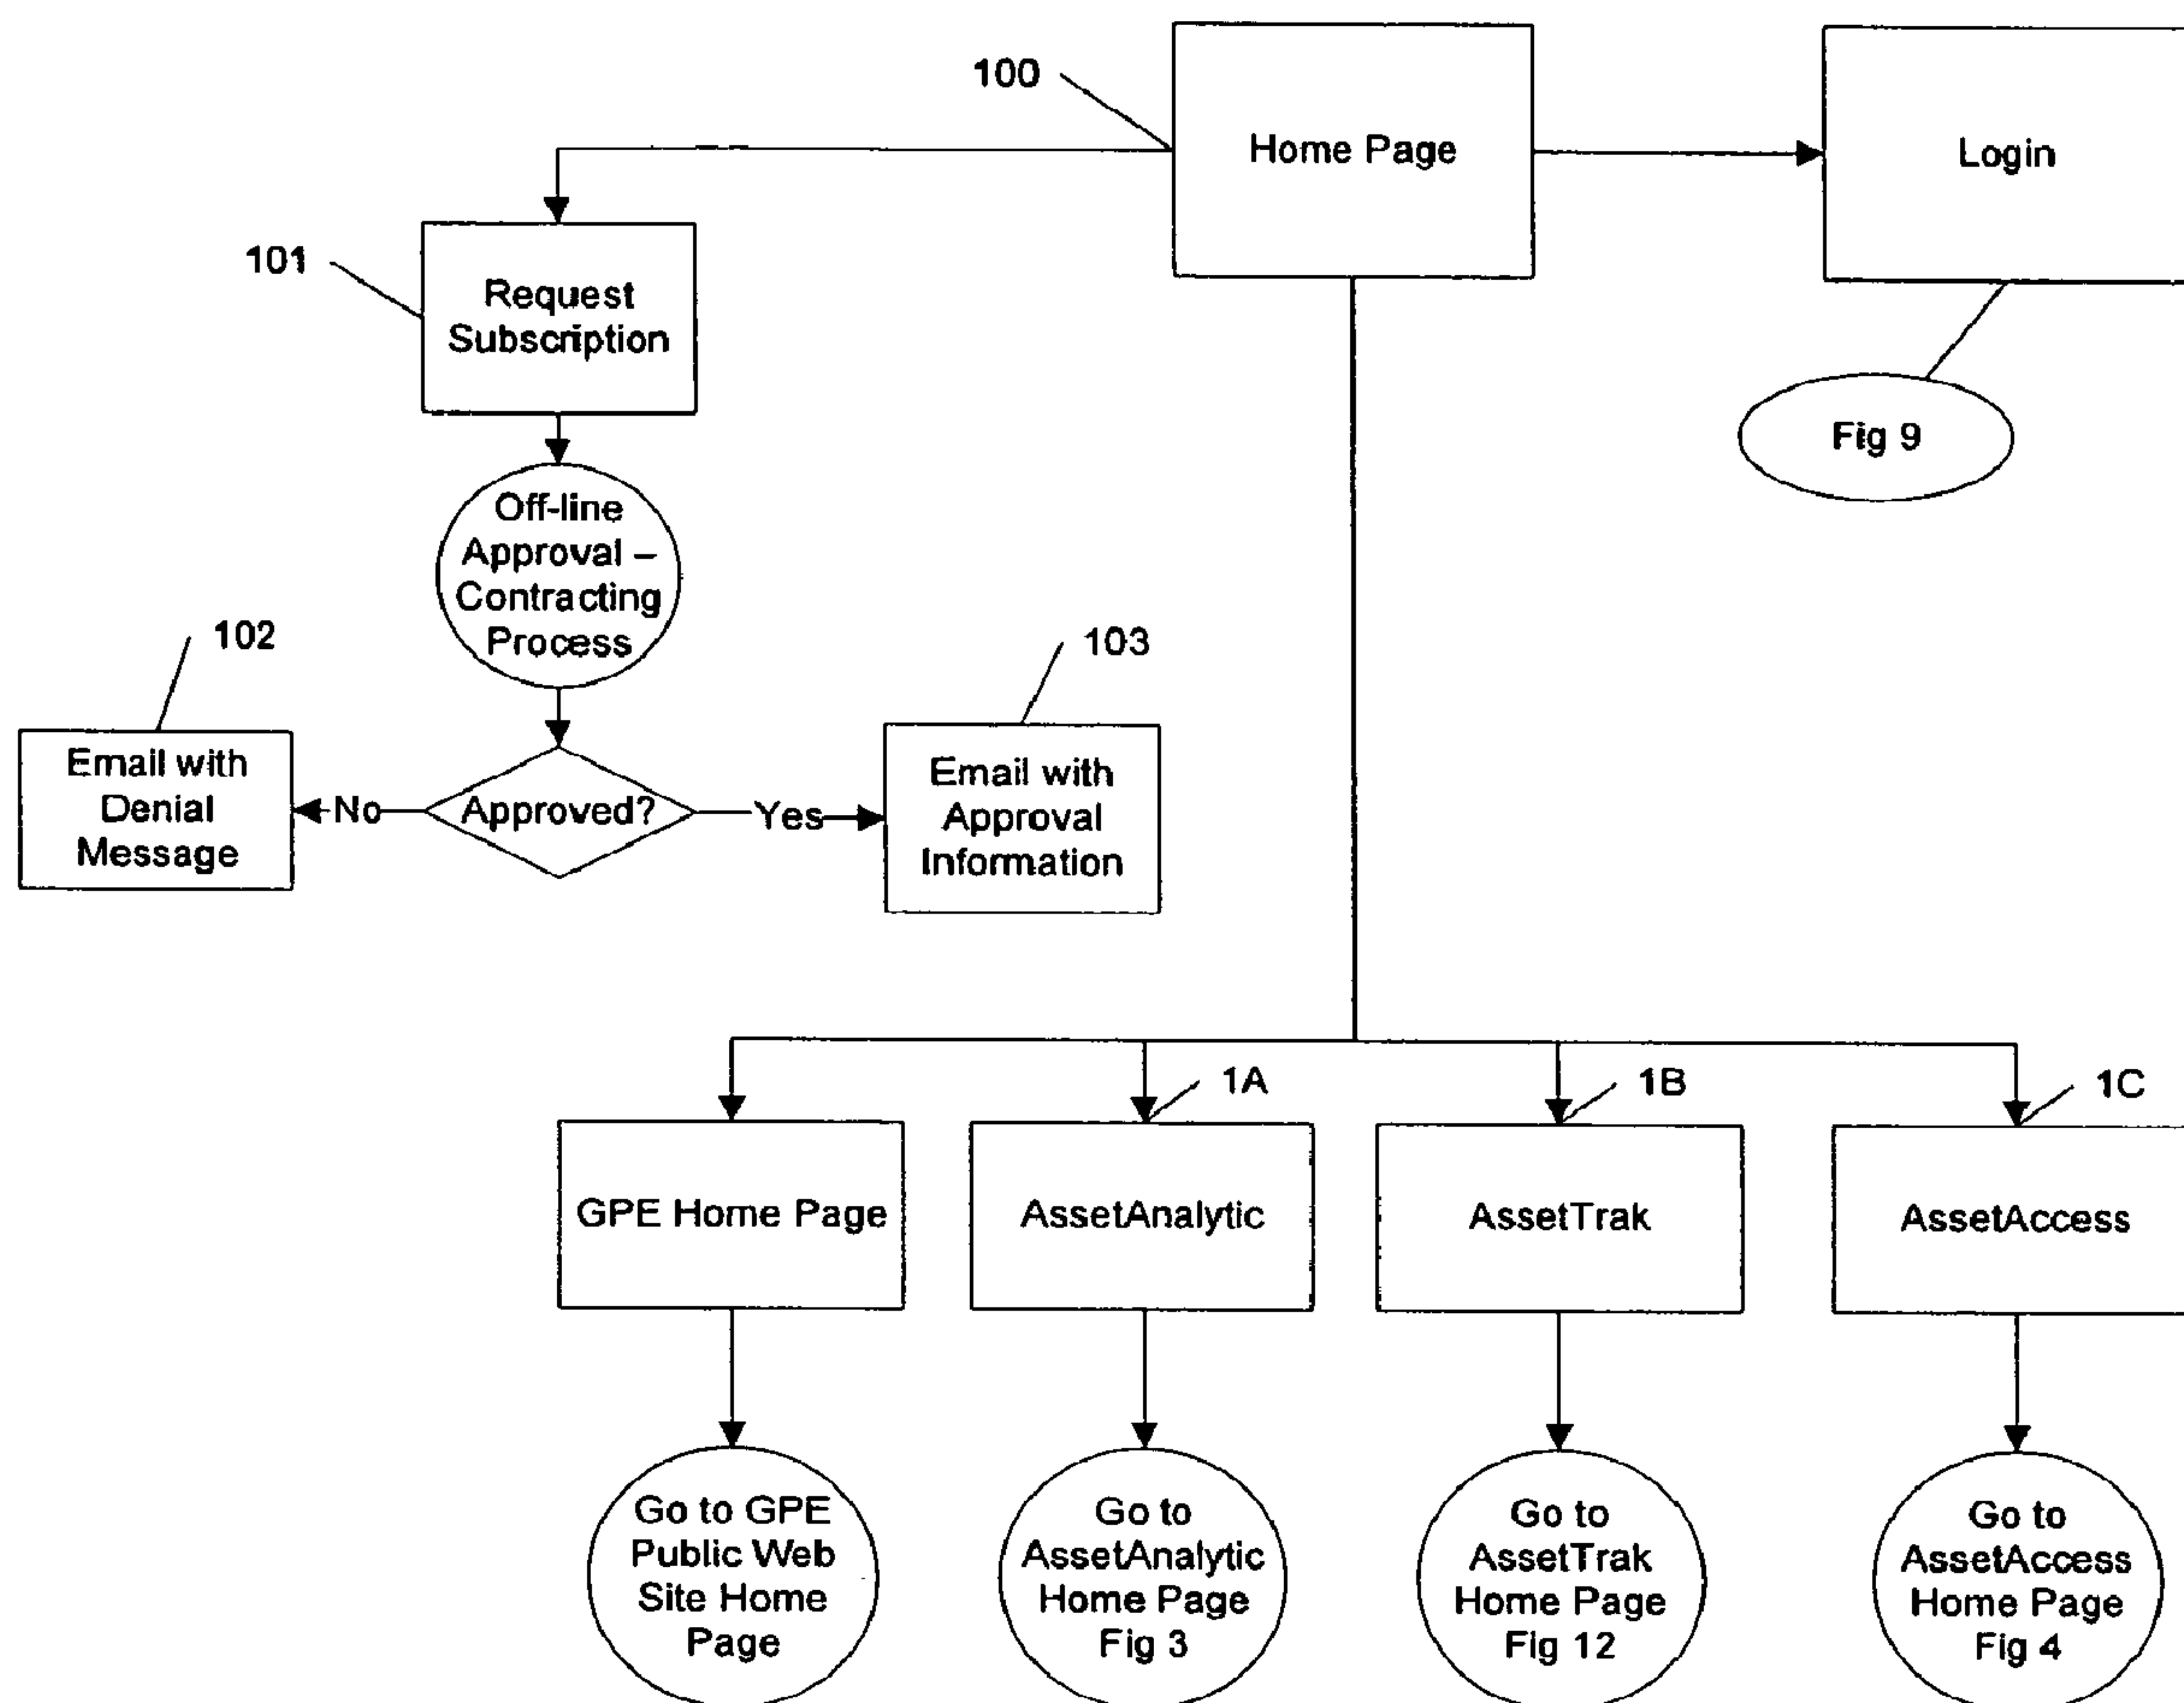 100
Home Page
Login
101
Request
Subscription
Fig 9
Off-line
Approval –
Contracting
Process
102
103
Email with
Denial
Message
No
Approved?
Yes
Email with
Approval
Information
1A
1B
1C
GPE Home Page
AssetAnalytic
AssetTrak
AssetAccess
Go to GPE
Public Web
Site Home
Page
Go to
AssetAnalytic
Home Page
Fig 3
Go to
AssetTrak
Home Page
Fig 12
Go to
AssetAccess
Home Page
Fig 4